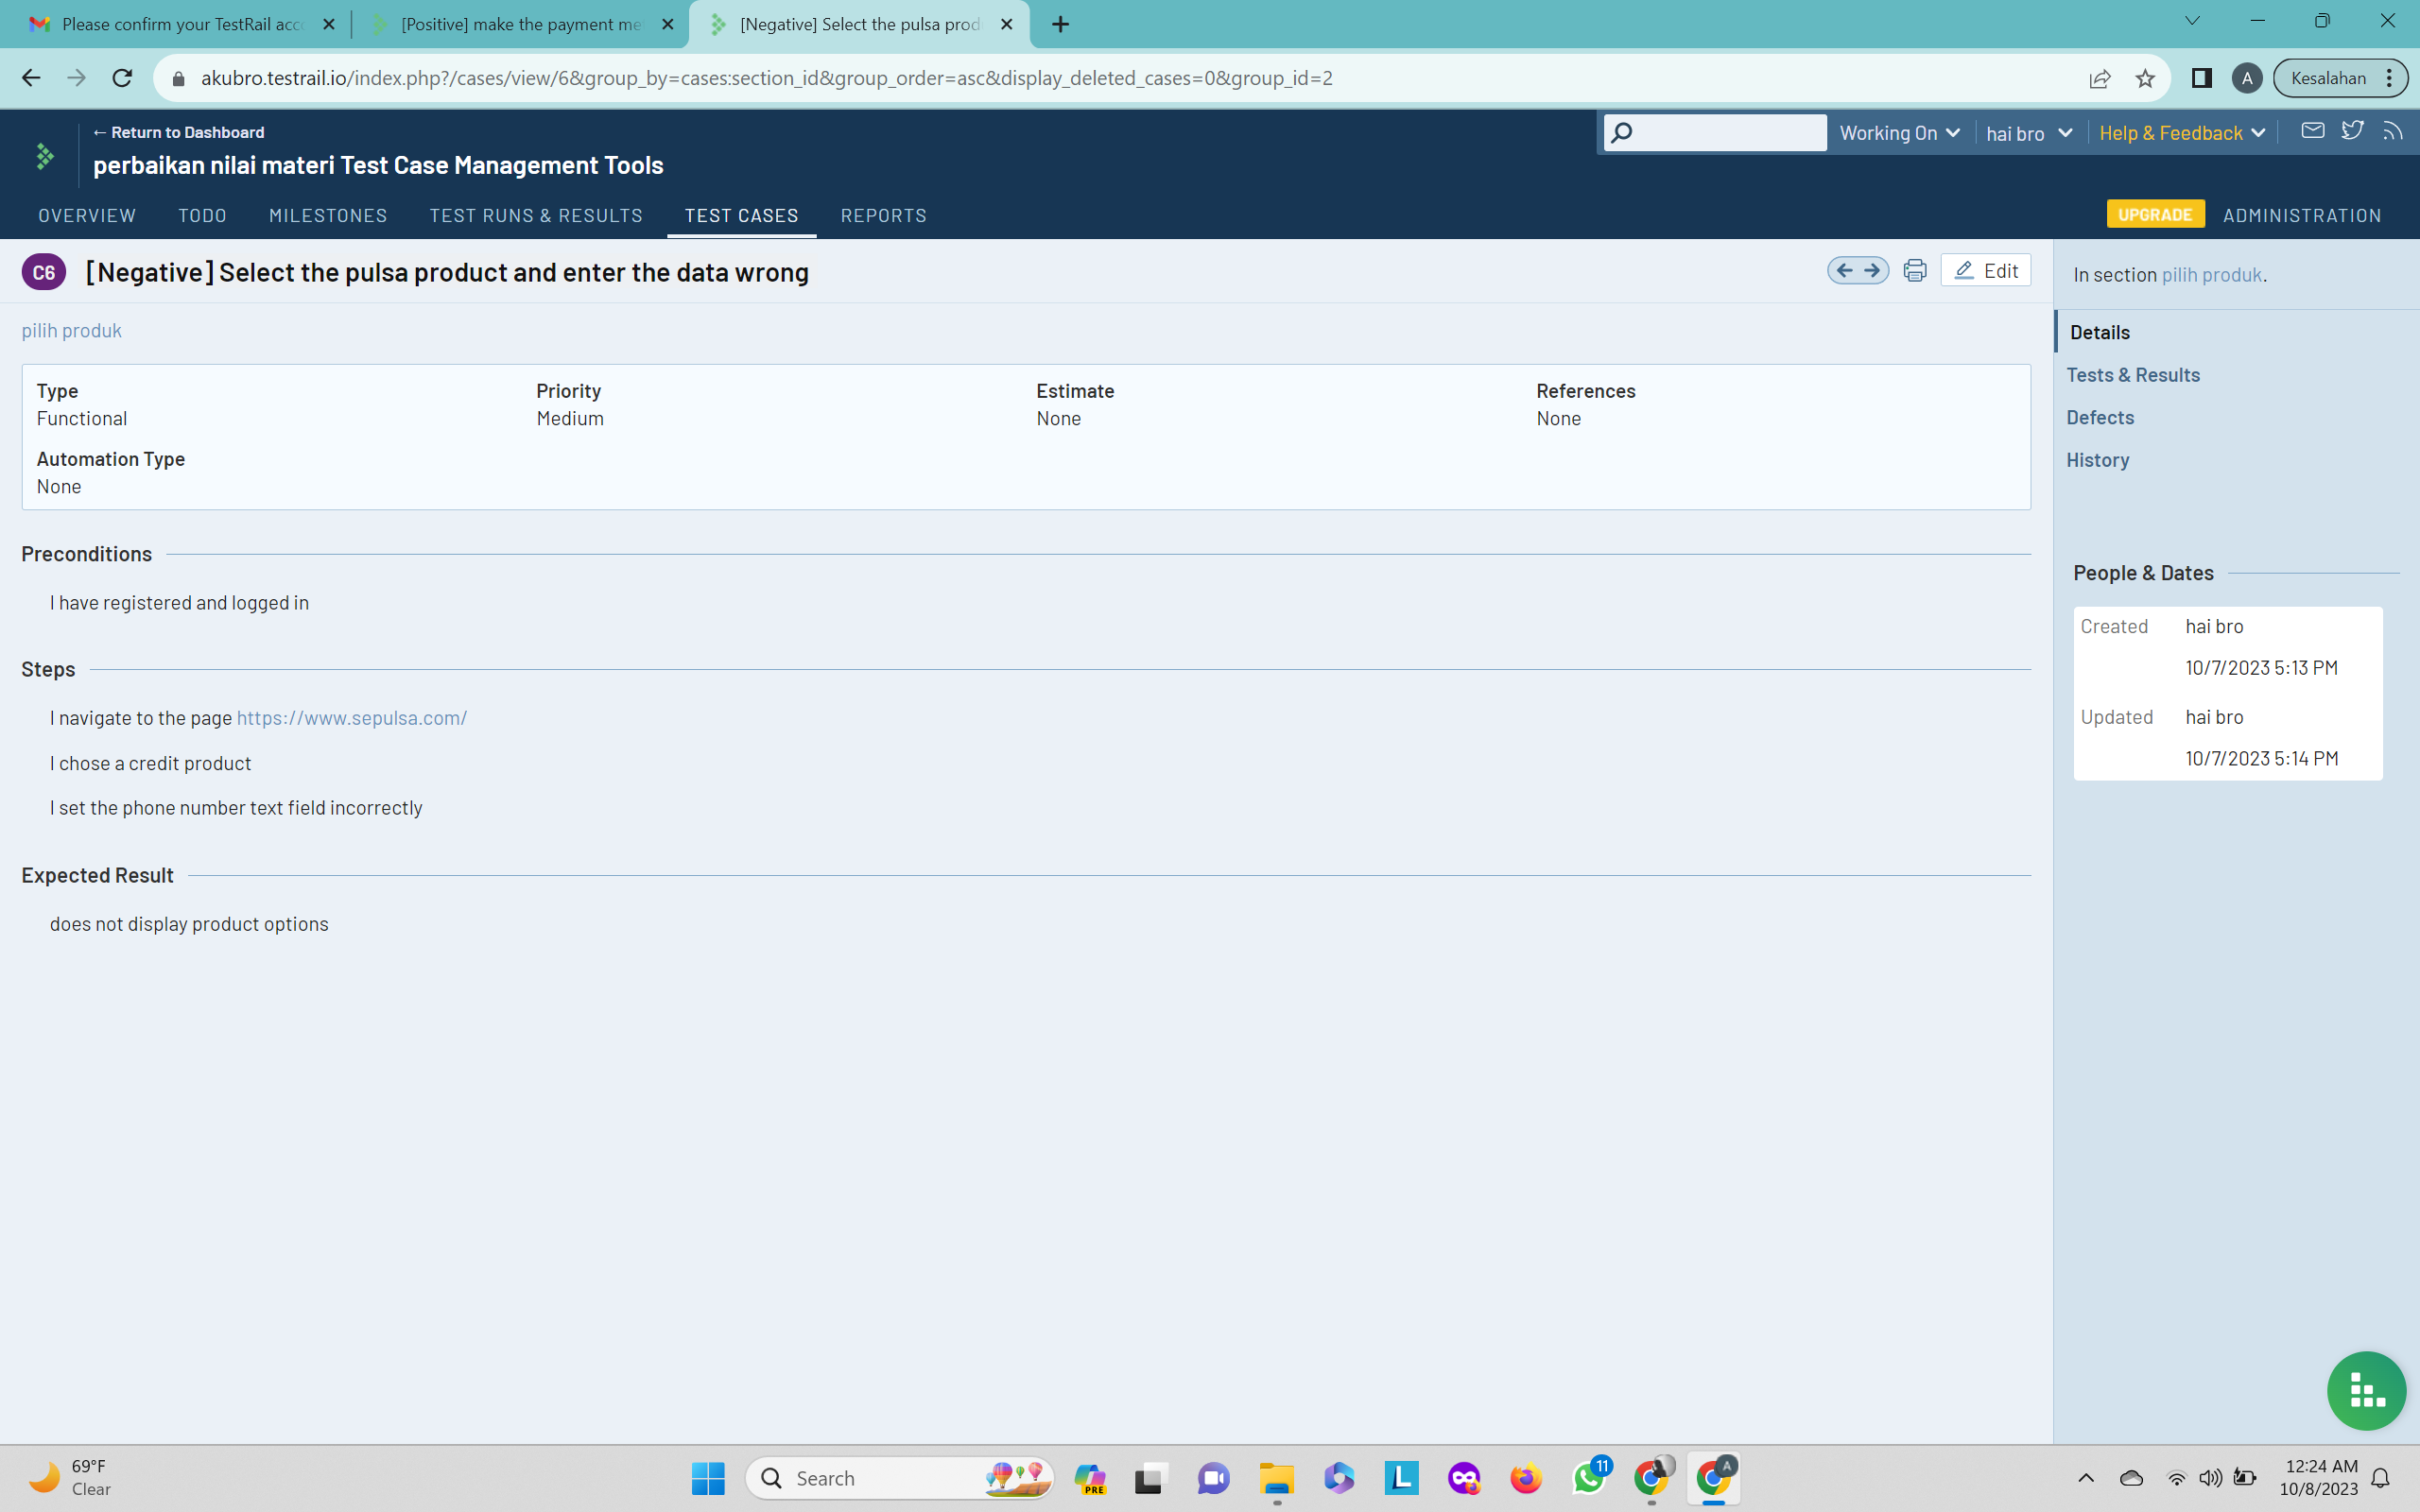 Please confirm your TestRail acc
[Positive] make the payment me
[Negative] Select the pulsa prod
akubro.testrail.io/index.php?/cases/view/6&group_by=cases:section_id&group_order=asc&display_deleted_cases=0&group_id=2
A
Kesalahan
← Return to Dashboard
perbaikan nilai materi Test Case Management Tools
Working On
hai bro
Help & Feedback
OVERVIEW
TODO
MILESTONES
TEST RUNS & RESULTS
TEST CASES
REPORTS
UPGRADE
ADMINISTRATION
C6
[Negative] Select the pulsa product and enter the data wrong
Edit
In section pilih produk.
pilih produk
Type
Functional
Priority
Medium
Estimate
None
References
None
Automation Type
None
Preconditions
I have registered and logged in
Steps
I navigate to the page https://www.sepulsa.com/
I chose a credit product
I set the phone number text field incorrectly
Expected Result
does not display product options
Details
Tests & Results
Defects
History
People & Dates
Created
hai bro
10/7/2023 5:13 PM
Updated
hai bro
10/7/2023 5:14 PM
69°F
Clear
Search
PRE
L
11
A
12:24 AM
10/8/2023